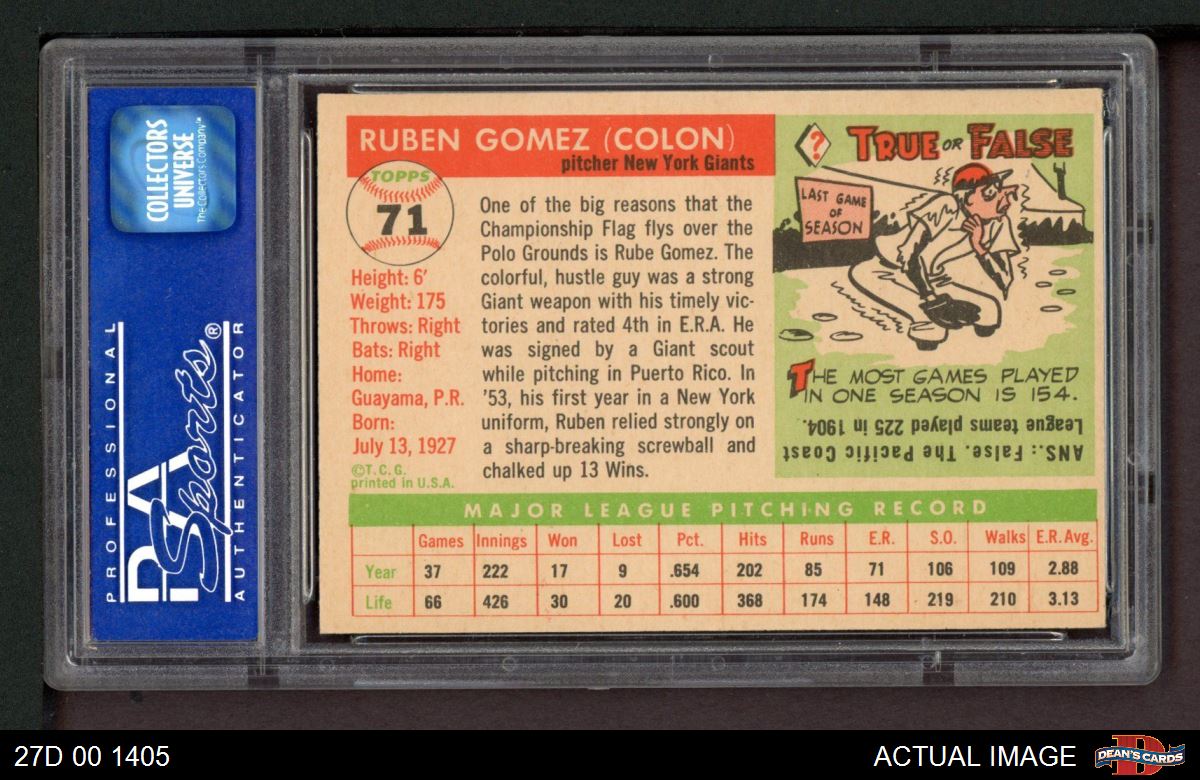 COLLECTORS
UNIVERSE
The Collectors Company™
PROFESSIONAL
PSA
Sports®
AUTHENTICATOR
RUBEN GOMEZ (COLON)
pitcher New York Giants
TOPPS
71
Height: 6'
Weight: 175
Throws: Right
Bats: Right
Home:
Guayama, P.R.
Born:
July 13, 1927
©T.C.G.
printed in U.S.A.
One of the big reasons that the
Championship Flag flys over the
Polo Grounds is Rube Gomez. The
colorful, hustle guy was a strong
Giant weapon with his timely vic-
tories and rated 4th in E.R.A. He
was signed by a Giant scout
while pitching in Puerto Rico. In
'53, his first year in a New York
uniform, Ruben relied strongly on
a sharp-breaking screwball and
chalked up 13 Wins.
?
TRUE OR FALSE
LAST GAME
OF
SEASON
THE MOST GAMES PLAYED
IN ONE SEASON IS 154.
ANS.: False. The Pacific Coast
League teams played 225 in 1904.
MAJOR LEAGUE PITCHING RECORD
Games Innings Won Lost Pct. Hits Runs E.R. S.O. Walks E.R. Avg.
Year 37 222 17 9 .654 202 85 71 106 109 2.88
Life 66 426 30 20 .600 368 174 148 219 210 3.13
27D 00 1405
ACTUAL IMAGE
DEAN'S CARDS